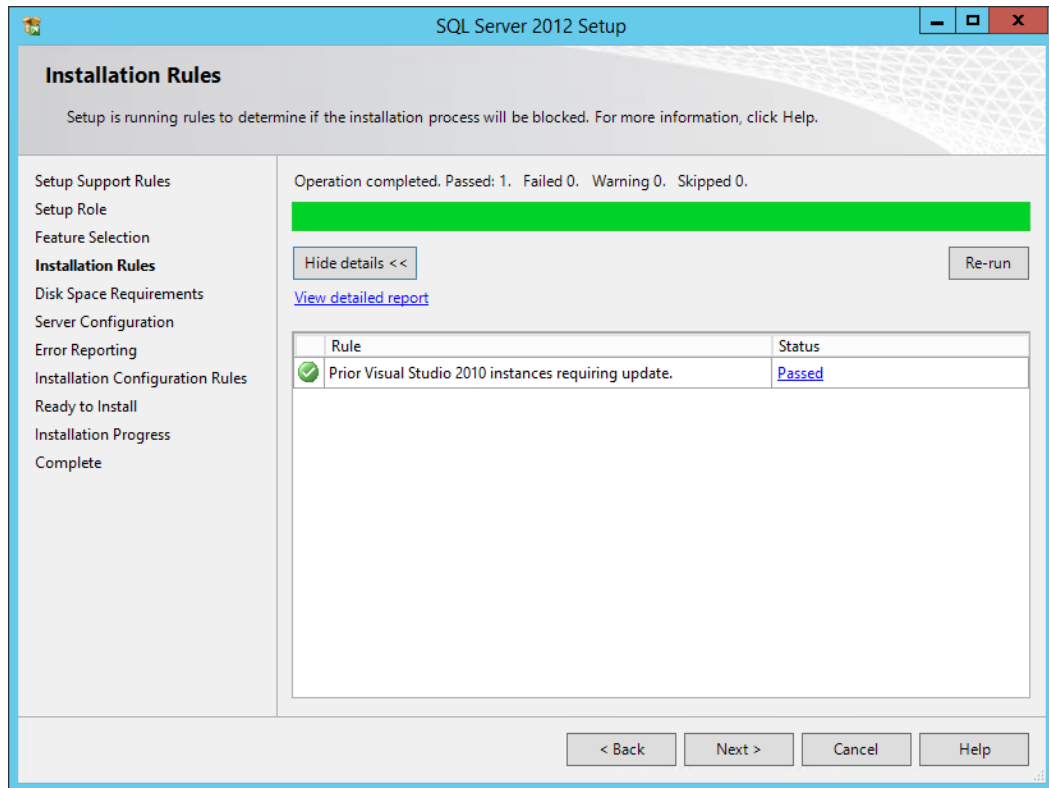 SQL Server 2012 Setup
Installation Rules
Setup is running rules to determine if the installation process will be blocked. For more information, click Help.
Setup Support Rules
Setup Role
Feature Selection
Installation Rules
Disk Space Requirements
Server Configuration
Error Reporting
Installation Configuration Rules
Ready to Install
Installation Progress
Complete
Operation completed. Passed: 1. Failed 0. Warning 0. Skipped 0.
Hide details << Re-run
View detailed report
Rule Status
Prior Visual Studio 2010 instances requiring update. Passed
< Back Next > Cancel Help